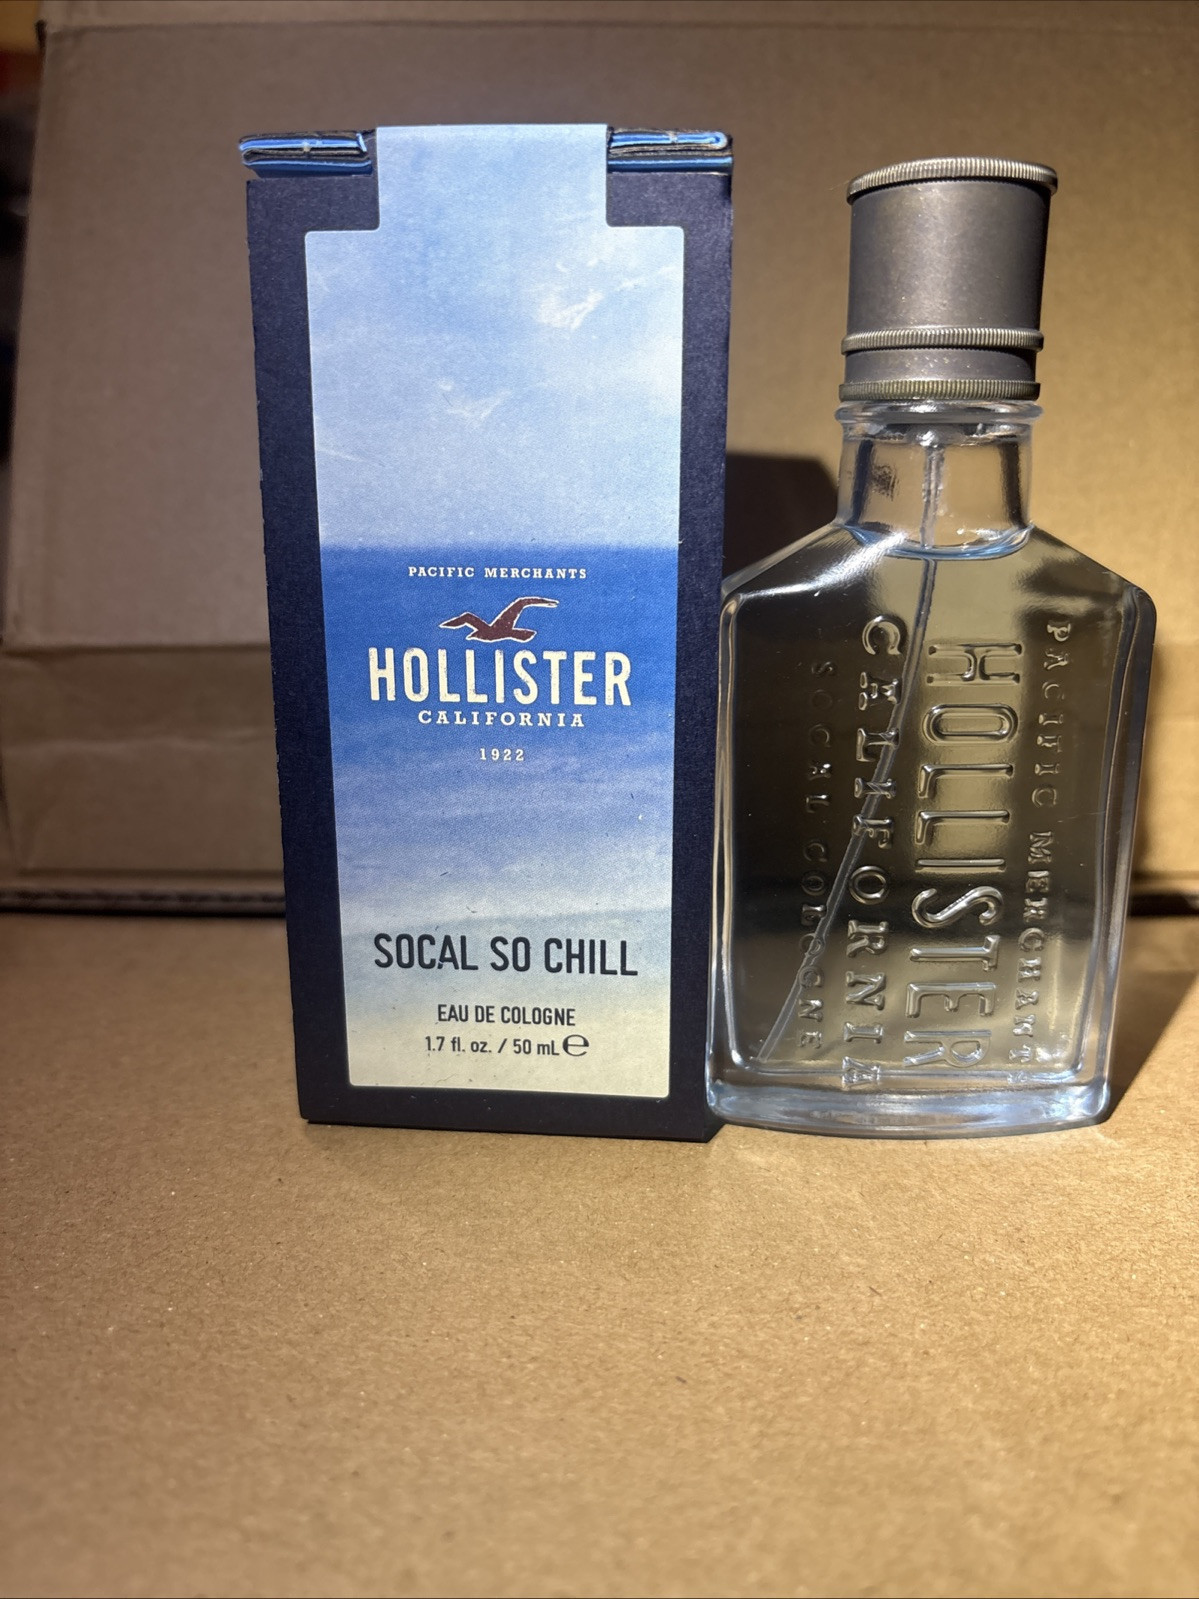 PACIFIC MERCHANTS
HOLLISTER
CALIFORNIA
1922
SOCAL SO CHILL
EAU DE COLOGNE
1.7 fl. oz. / 50 mL ℮
PACIFIC MERCHANTS
HOLLISTER
CALIFORNIA
SOCAL COLOGNE